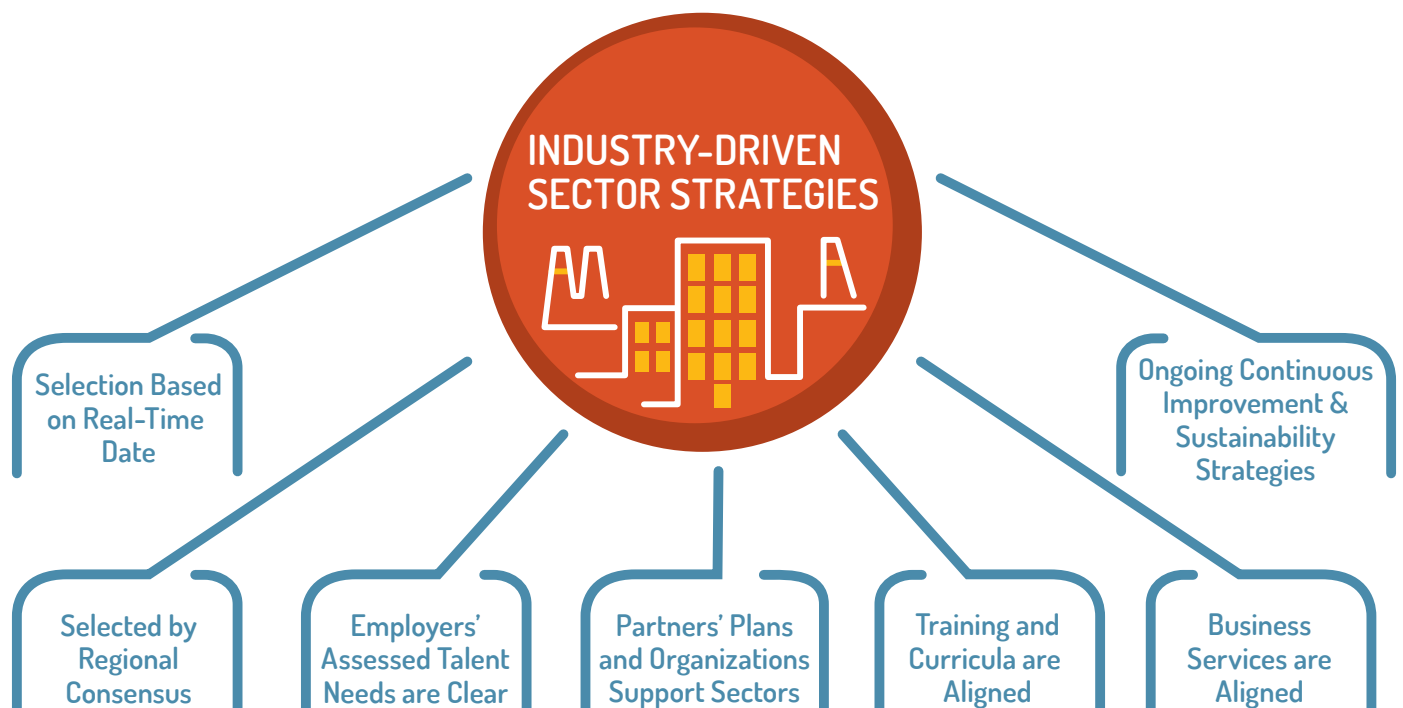 INDUSTRY-DRIVEN
SECTOR STRATEGIES
Selection Based
on Real-Time
Date
Ongoing Continuous
Improvement &
Sustainability
Strategies
Selected by
Regional
Consensus
Employers’
Assessed Talent
Needs are Clear
Partners’ Plans
and Organizations
Support Sectors
Training and
Curricula are
Aligned
Business
Services are
Aligned